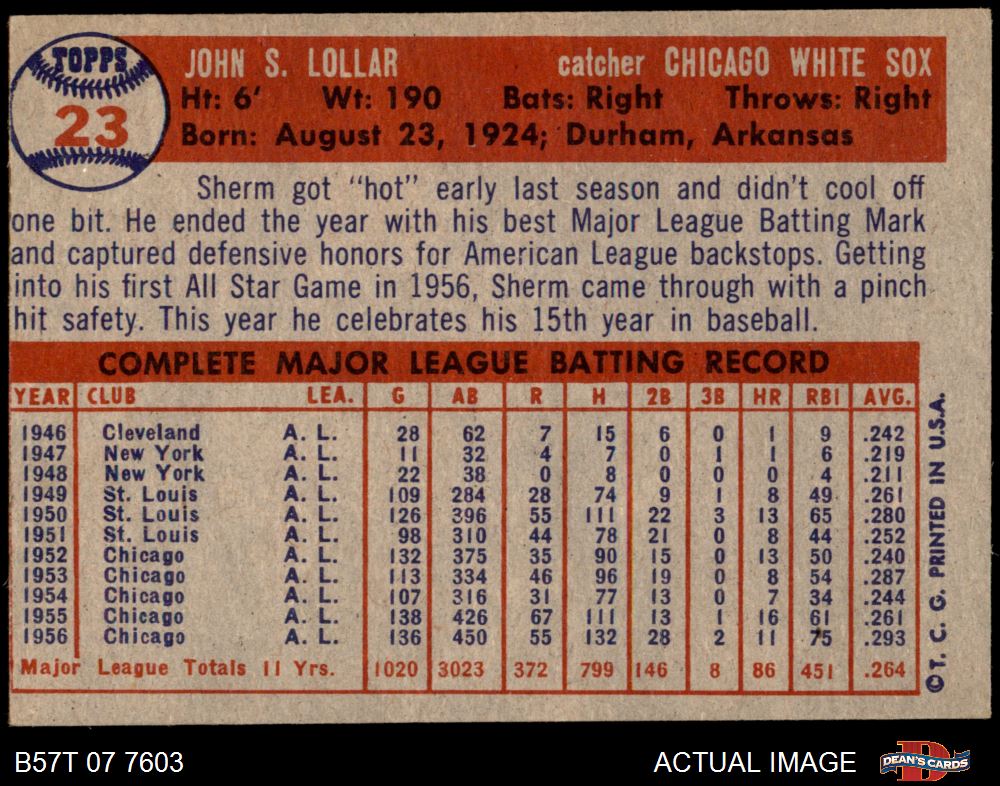 TOPPS
23
JOHN S. LOLLAR catcher CHICAGO WHITE SOX
Ht: 6' Wt: 190 Bats: Right Throws: Right
Born: August 23, 1924; Durham, Arkansas
Sherm got "hot" early last season and didn't cool off
one bit. He ended the year with his best Major League Batting Mark
and captured defensive honors for American League backstops. Getting
into his first All Star Game in 1956, Sherm came through with a pinch
hit safety. This year he celebrates his 15th year in baseball.
COMPLETE MAJOR LEAGUE BATTING RECORD
YEAR CLUB LEA. G AB R H 2B 3B HR RBI AVG.
1946 Cleveland A. L. 28 62 7 15 6 0 1 9 .242
1947 New York A. L. 11 32 4 7 0 1 1 6 .219
1948 New York A. L. 22 38 0 8 0 0 0 4 .211
1949 St. Louis A. L. 109 284 28 74 9 1 8 49 .261
1950 St. Louis A. L. 126 396 55 111 22 3 13 65 .280
1951 St. Louis A. L. 98 310 44 78 21 0 8 44 .252
1952 Chicago A. L. 132 375 35 90 15 0 13 50 .240
1953 Chicago A. L. 113 334 46 96 19 0 8 54 .287
1954 Chicago A. L. 107 316 31 77 13 0 7 34 .244
1955 Chicago A. L. 138 426 67 111 13 1 16 61 .261
1956 Chicago A. L. 136 450 55 132 28 2 11 75 .293
Major League Totals 11 Yrs. 1020 3023 372 799 146 8 86 451 .264
©T. C. G. PRINTED IN U.S.A.
B57T 07 7603
ACTUAL IMAGE
DEAN'S CARDS